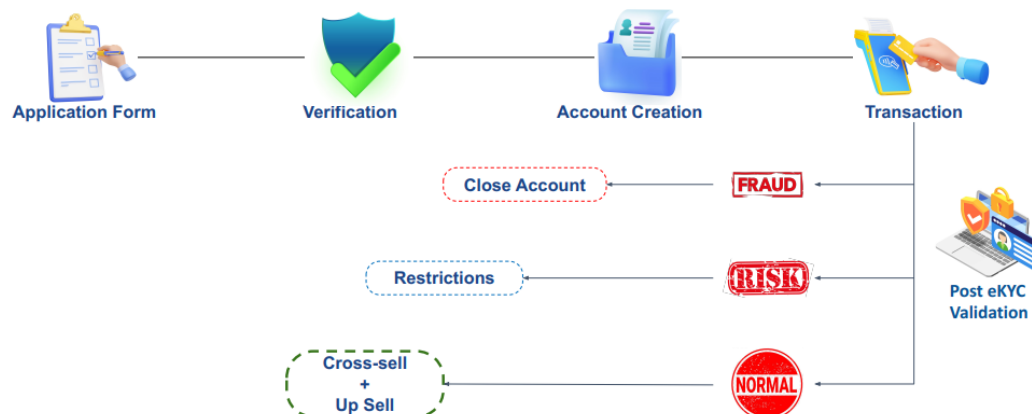 Application Form
Verification
Account Creation
Transaction
Close Account
FRAUD
Restrictions
RISK
Post eKYC
Validation
Cross-sell
+
Up Sell
NORMAL